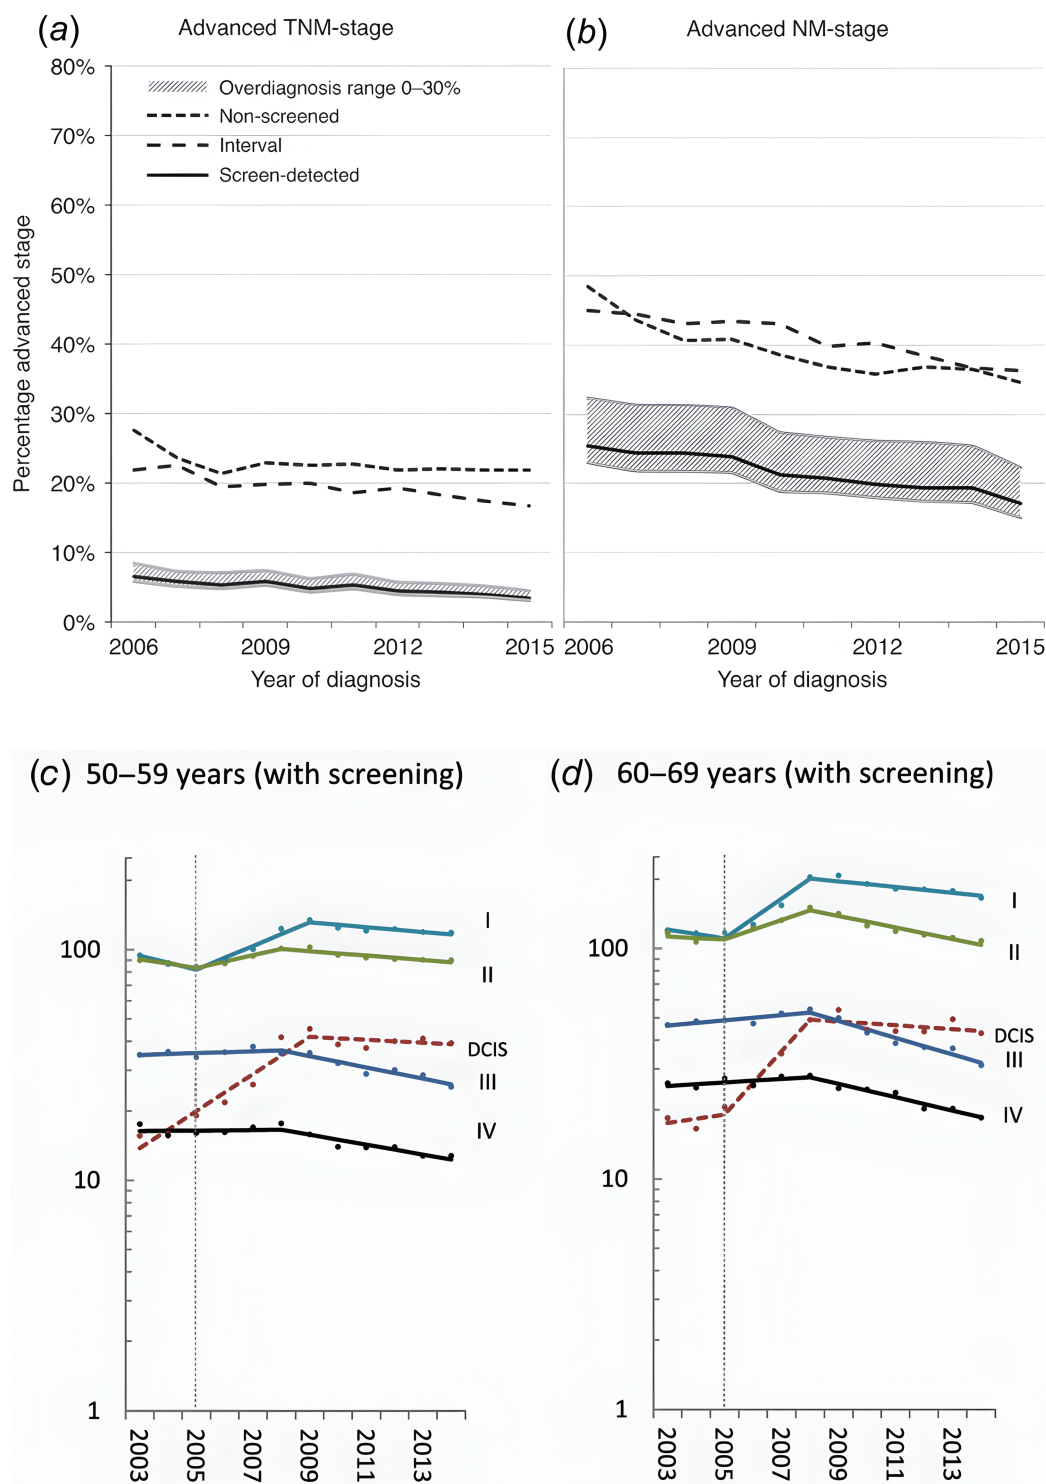 (a) Advanced TNM-stage
(b) Advanced NM-stage
Percentage advanced stage
80%
70%
60%
50%
40%
30%
20%
10%
0%
Overdiagnosis range 0–30%
Non-screened
Interval
Screen-detected
2006 2009 2012 2015
Year of diagnosis
2006 2009 2012 2015
Year of diagnosis
(c) 50–59 years (with screening)
100
10
1
I
II
DCIS
III
IV
2003 2005 2007 2009 2011 2013
(d) 60–69 years (with screening)
100
10
1
I
II
DCIS
III
IV
2003 2005 2007 2009 2011 2013